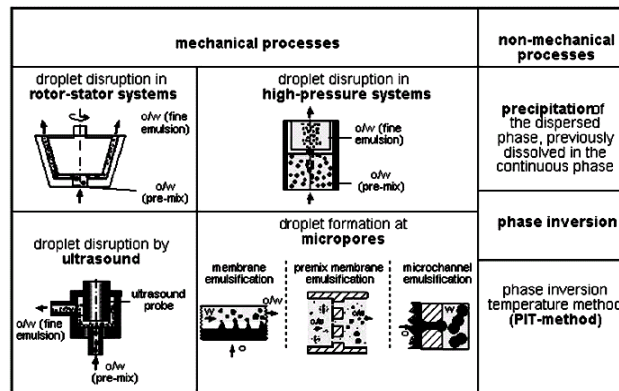 mechanical processes
non-mechanical
processes
droplet disruption in
rotor-stator systems
o/w (fine
emulsion)
o/w
(pre-mix)
droplet disruption in
high-pressure systems
o/w (fine
emulsion)
o/w
(pre-mix)
precipitation of
the dispersed
phase, previously
dissolved in the
continuous phase
droplet disruption by
ultrasound
ultrasound
probe
o/w (fine
emulsion)
o/w
(pre-mix)
droplet formation at
micropores
membrane
emulsification
w
o/w
o
premix membrane
emulsification
microchannel
emulsification
w
o
phase inversion
phase inversion
temperature method
(PIT-method)